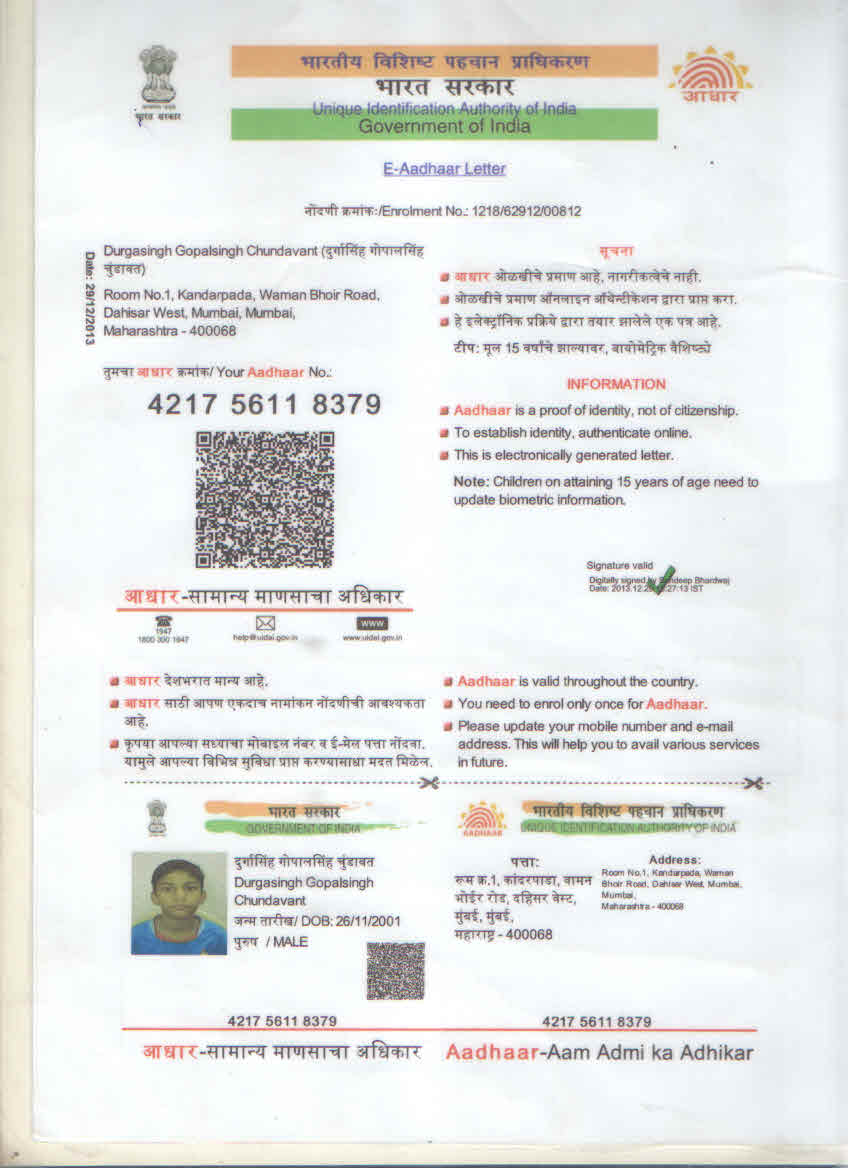 भारतीय विशिष्ट पहचान प्राधिकरण
भारत सरकार
Unique Identification Authority of India
Government of India
भारत सरकार
आधार
E-Aadhaar Letter
नोंदणी क्रमांकः/Enrolment No.: 1218/62912/00812
Date: 29/12/2013
Durgasingh Gopalsingh Chundavant (दुर्गासिंह गोपालसिंह
चुंडावत)
Room No.1, Kandarpada, Waman Bhoir Road,
Dahisar West, Mumbai, Mumbai,
Maharashtra - 400068
तुमचा आधार क्रमांक/ Your Aadhaar No.:
4217 5611 8379
सूचना
आधार ओळखीचे प्रमाण आहे, नागरीकत्वेचे नाही.
ओळखीचे प्रमाण ऑनलाइन ऑथेन्टीकेशन द्वारा प्राप्त करा.
हे इलेक्ट्रॉनिक प्रक्रिये द्वारा तयार झालेले एक पत्र आहे.
टीप: मूल 15 वर्षांचे झाल्यावर, बायोमेट्रिक वैशिष्ट्ये
INFORMATION
Aadhaar is a proof of identity, not of citizenship.
To establish identity, authenticate online.
This is electronically generated letter.
Note: Children on attaining 15 years of age need to
update biometric information.
Signature valid
Digitally signed by Sandeep Bhardwaj
Date: 2013.12.29 :27:13 IST
आधार-सामान्य माणसाचा अधिकार
1947
1800 300 1947
help@uidai.gov.in
www
www.uidai.gov.in
आधार देशभरात मान्य आहे.
आधार साठी आपण एकदाच नामांकन नोंदणीची आवश्यकता
आहे.
कृपया आपल्या सध्याचा मोबाइल नंबर व ई-मेल पत्ता नोंदवा.
यामुले आपल्या विभिन्न सुविधा प्राप्त करण्यासाधा मदत मिळेल.
Aadhaar is valid throughout the country.
You need to enrol only once for Aadhaar.
Please update your mobile number and e-mail
address. This will help you to avail various services
in future.
भारत सरकार
GOVERNMENT OF INDIA
दुर्गासिंह गोपालसिंह चुंडावत
Durgasingh Gopalsingh
Chundavant
जन्म तारीख/ DOB: 26/11/2001
पुरुष / MALE
4217 5611 8379
आधार-सामान्य माणसाचा अधिकार
AADHAAR
भारतीय विशिष्ट पहचान प्राधिकरण
UNIQUE IDENTIFICATION AUTHORITY OF INDIA
पत्ता:
रूम क्र.1, कांदरपाडा, वामन
भोईर रोड, दहिसर वेस्ट,
मुंबई, मुंबई,
महाराष्ट्र - 400068
Address:
Room No.1, Kandarpada, Waman
Bhoir Road, Dahisar West, Mumbai,
Mumbai,
Maharashtra - 400068
4217 5611 8379
Aadhaar-Aam Admi ka Adhikar